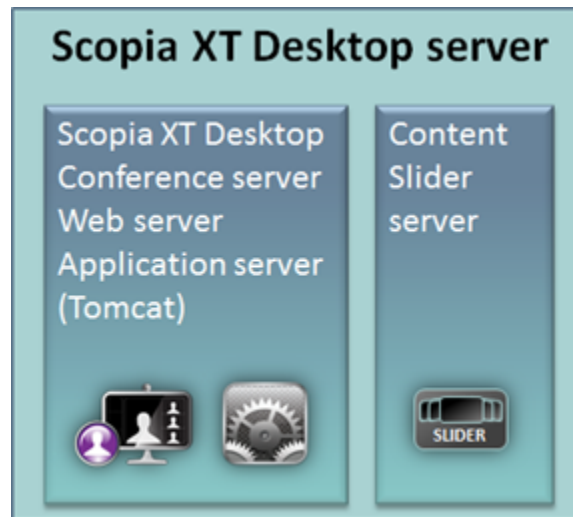 Scopia XT Desktop server
Scopia XT Desktop
Conference server
Web server
Application server
(Tomcat)
Content
Slider
server
SLIDER